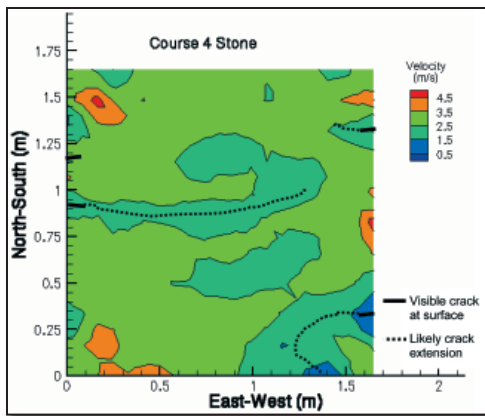 Course 4 Stone
Velocity
(m/s)
4.5
3.5
2.5
1.5
0.5
1.75
1.5
1.25
1
0.75
0.5
0.25
0
North-South (m)
Visible crack
at surface
Likely crack
extension
0
0.5
1
1.5
2
East-West (m)